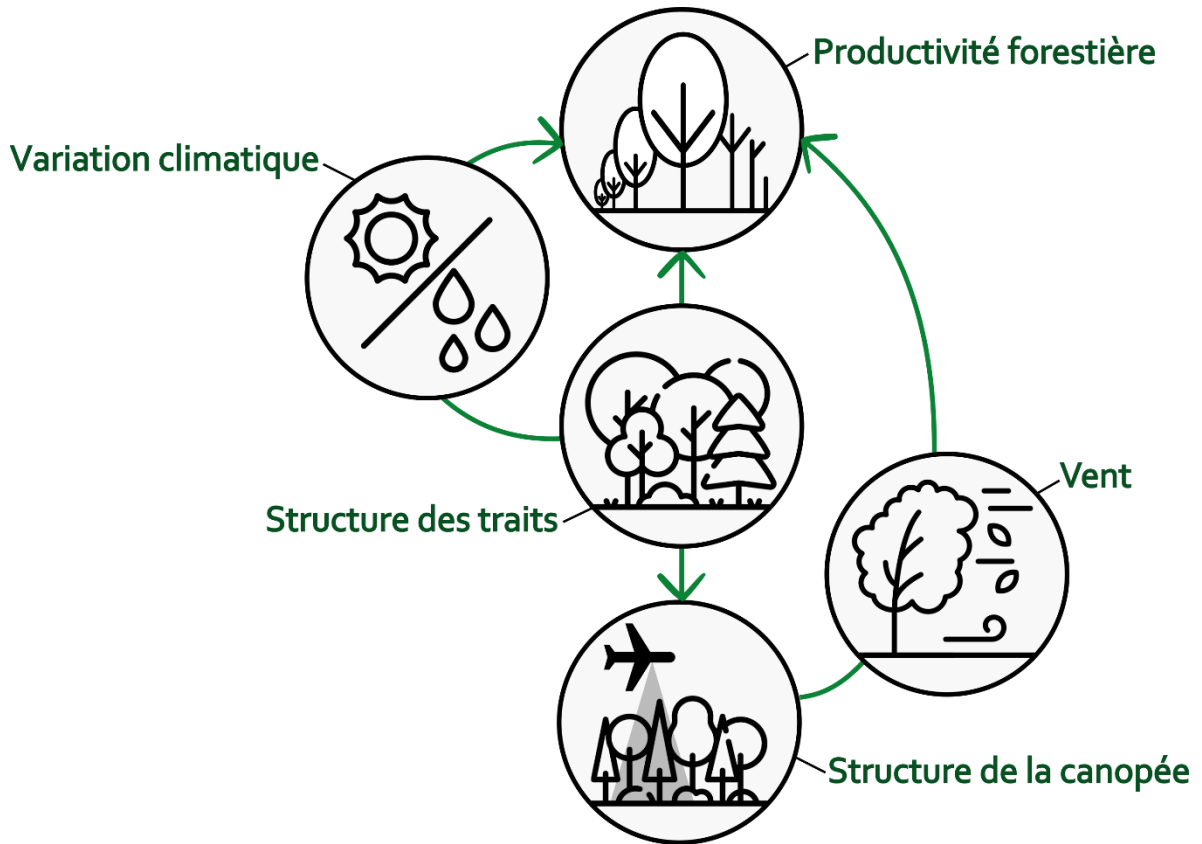 Productivité forestière
Variation climatique
Structure des traits
Vent
Structure de la canopée